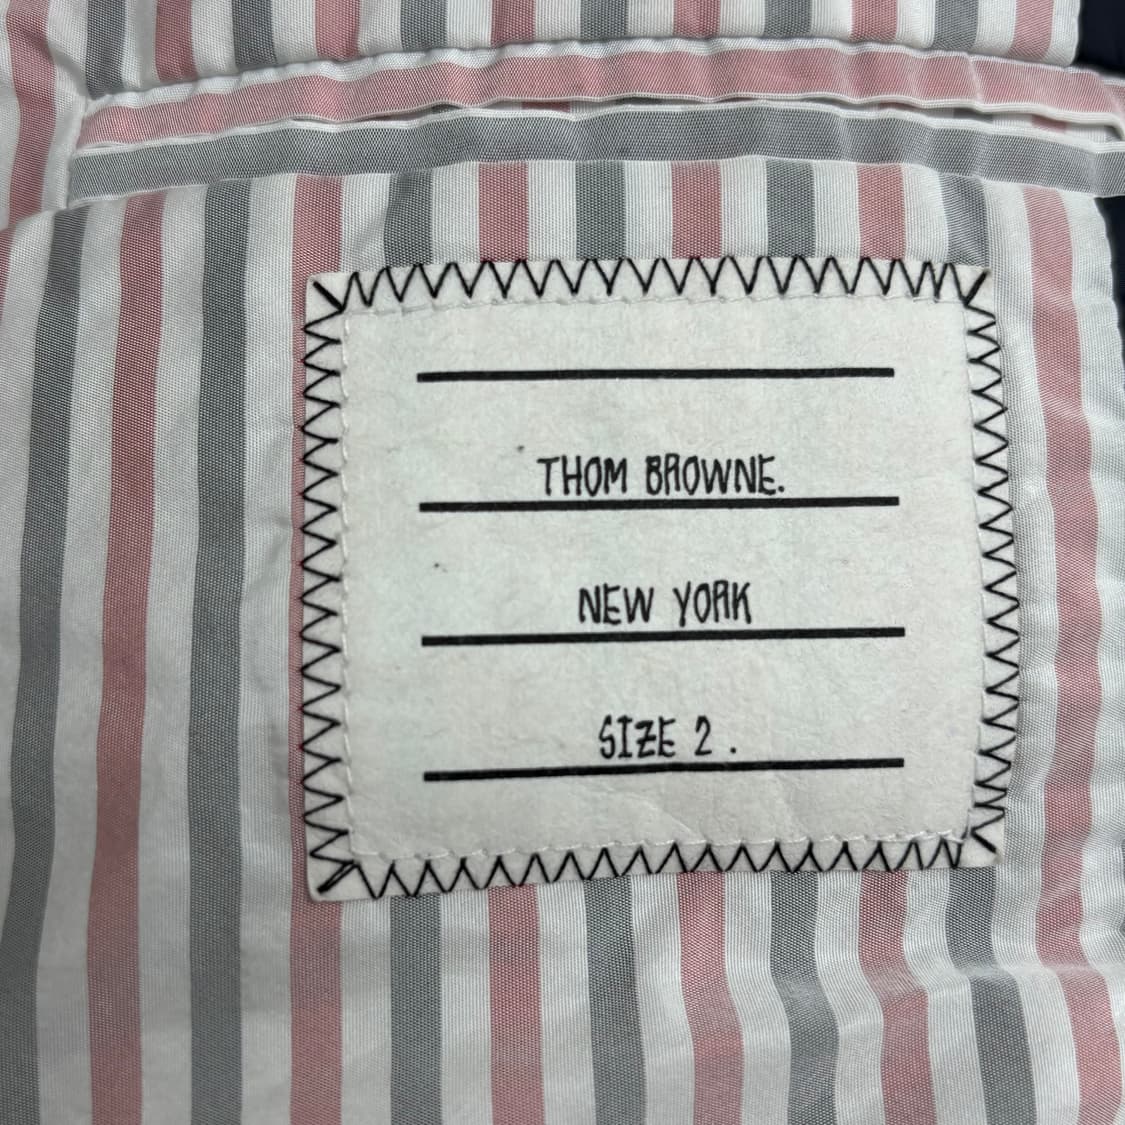 THOM BROWNE.
NEW YORK
SIZE 2 .